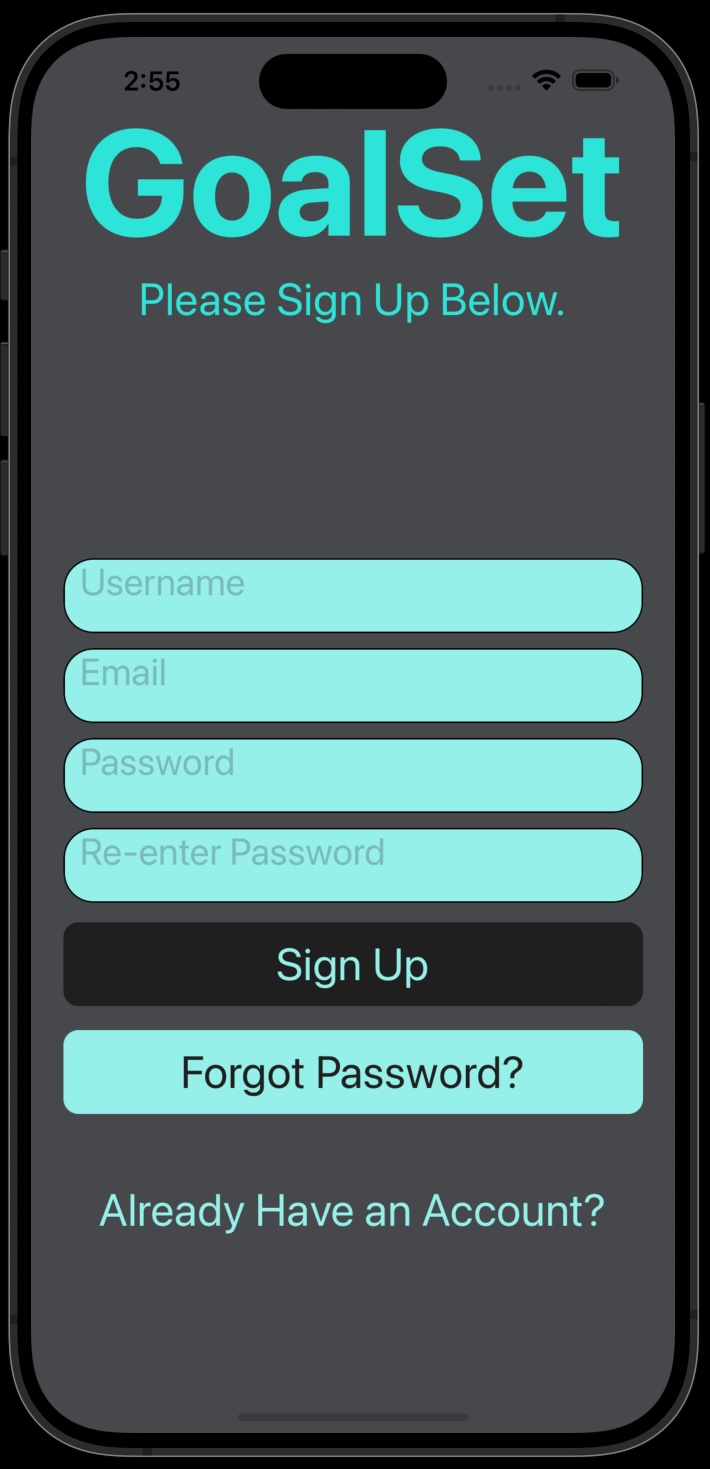 2:55
GoalSet
Please Sign Up Below.
Username
Email
Password
Re-enter Password
Sign Up
Forgot Password?
Already Have an Account?